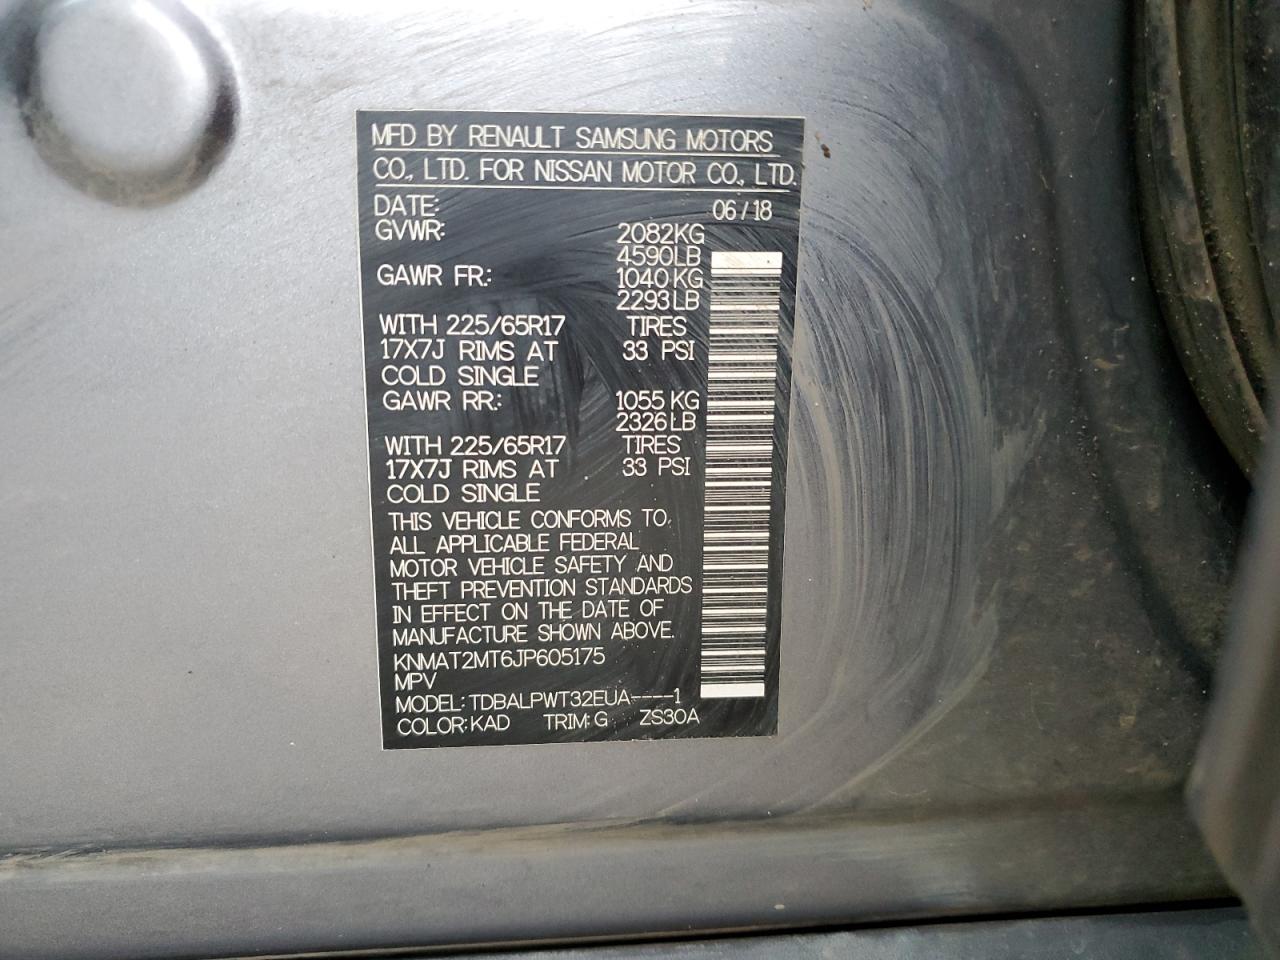 MFD BY RENAULT SAMSUNG MOTORS
CO., LTD. FOR NISSAN MOTOR CO., LTD.
DATE: 06/18
GVWR: 2082KG
4590LB
GAWR FR: 1040KG
2293LB
WITH 225/65R17 TIRES
17X7J RIMS AT 33 PSI
COLD SINGLE
GAWR RR: 1055KG
2326LB
WITH 225/65R17 TIRES
17X7J RIMS AT 33 PSI
COLD SINGLE
THIS VEHICLE CONFORMS TO
ALL APPLICABLE FEDERAL
MOTOR VEHICLE SAFETY AND
THEFT PREVENTION STANDARDS
IN EFFECT ON THE DATE OF
MANUFACTURE SHOWN ABOVE.
KNMAT2MT6JP605175
MPV
MODEL: TDBALPWT32EUA----1
COLOR: KAD TRIM: G ZS30A